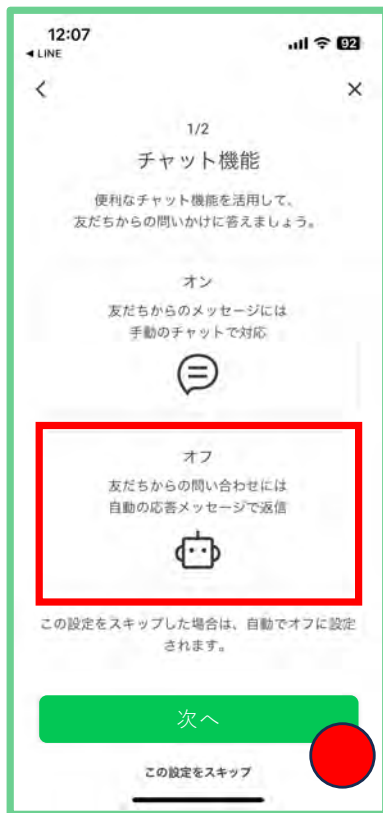 12:07
◀ LINE
92
1/2
チャット機能
便利なチャット機能を活用して、
友だちからの問いかけに答えましょう。
オン
友だちからのメッセージには
手動のチャットで対応
オフ
友だちからの問い合わせには
自動の応答メッセージで返信
この設定をスキップした場合は、自動でオフに設定
されます。
次へ
この設定をスキップ